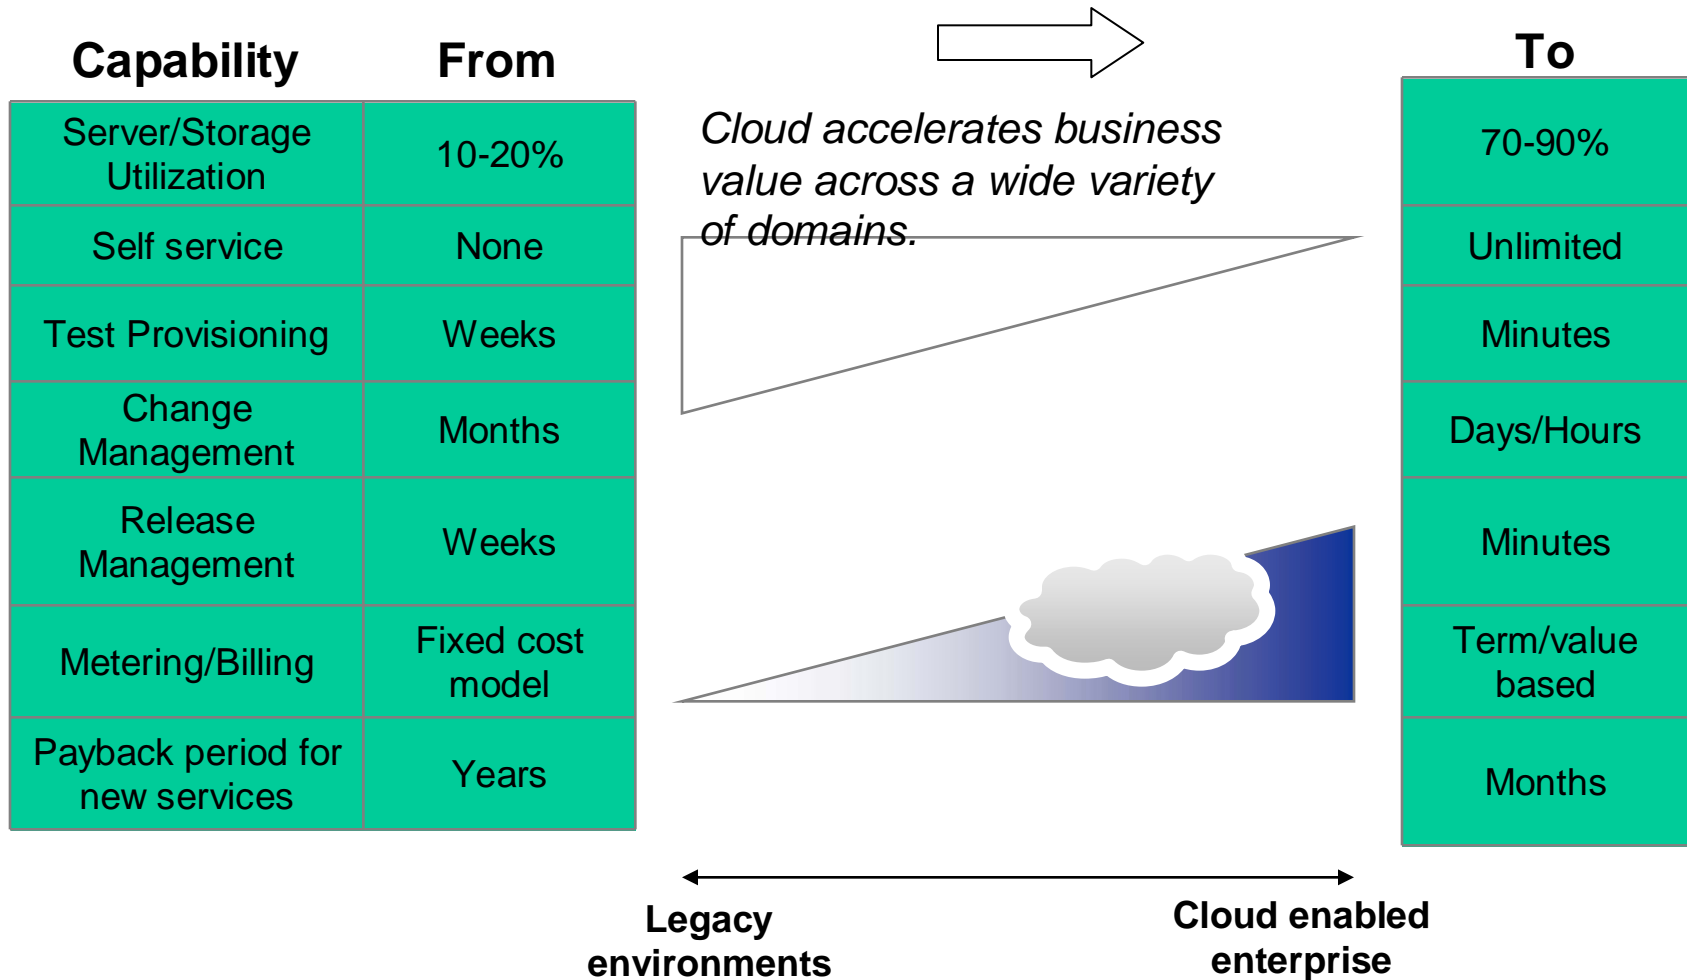 Capability
From
To
Server/Storage
Utilization
10-20%
Cloud accelerates business
value across a wide variety
of domains.
70-90%
Self service
None
Unlimited
Test Provisioning
Weeks
Minutes
Change
Management
Months
Days/Hours
Release
Management
Weeks
Minutes
Metering/Billing
Fixed cost
model
Term/value
based
Payback period for
new services
Years
Months
Legacy
environments
Cloud enabled
enterprise